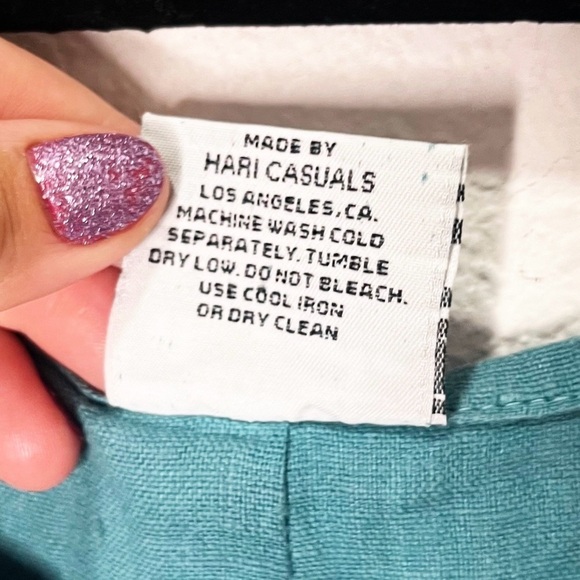 MADE BY
HARI CASUALS
LOS ANGELES, CA.
MACHINE WASH COLD
SEPARATELY. TUMBLE
DRY LOW. DO NOT BLEACH.
USE COOL IRON
OR DRY CLEAN